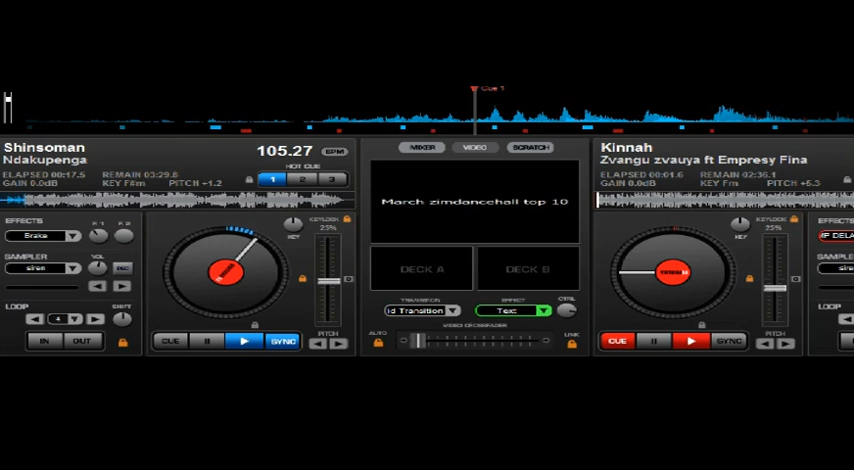 Cue 1
Shinsoman
Ndakupenga
105.27 BPM
HOT CUE
ELAPSED 00:17.5 REMAIN 03:29.8
GAIN 0.0dB KEY F#m PITCH +1.2
1 2 3
MIXER VIDEO SCRATCH
March zimdancehall top 10
DECK A DECK B
TRANSITION EFFECT CTRL
id Transition Text
VIDEO CROSSFADER
AUTO LINK
Kinnah
Zvangu zvauya ft Empresy Fina
ELAPSED 00:01.6 REMAIN 02:36.1
GAIN 0.0dB KEY PITCH +5.3
EFFECTS
Brake
SAMPLER VOL
siren REC
LOOP SHIFT
4
IN OUT
KEYLOCK
25%
KEY
CUE SYNC PITCH
KEYLOCK
25%
KEY
CUE SYNC PITCH
EFFECTS
SAMPLER
LOOP